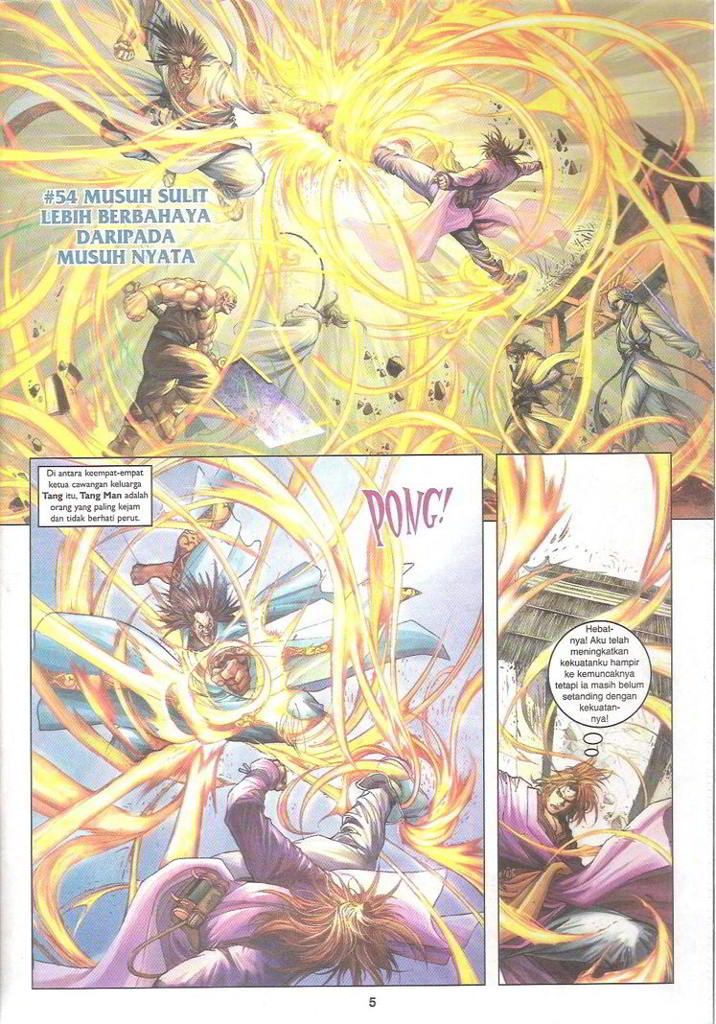 #54 MUSUH SULIT
LEBIH BERBAHAYA
DARIPADA
MUSUH NYATA
Di antara keempat-empat
ketua cawangan keluarga
Tang itu, Tang Man adalah
orang yang paling kejam
dan tidak berhati perut.
PONG!
Hebat-
nya! Aku telah
meningkatkan
kekuatanku hampir
ke kemuncaknya
tetapi ia masih belum
setanding dengan
kekuatan-
nya!
5